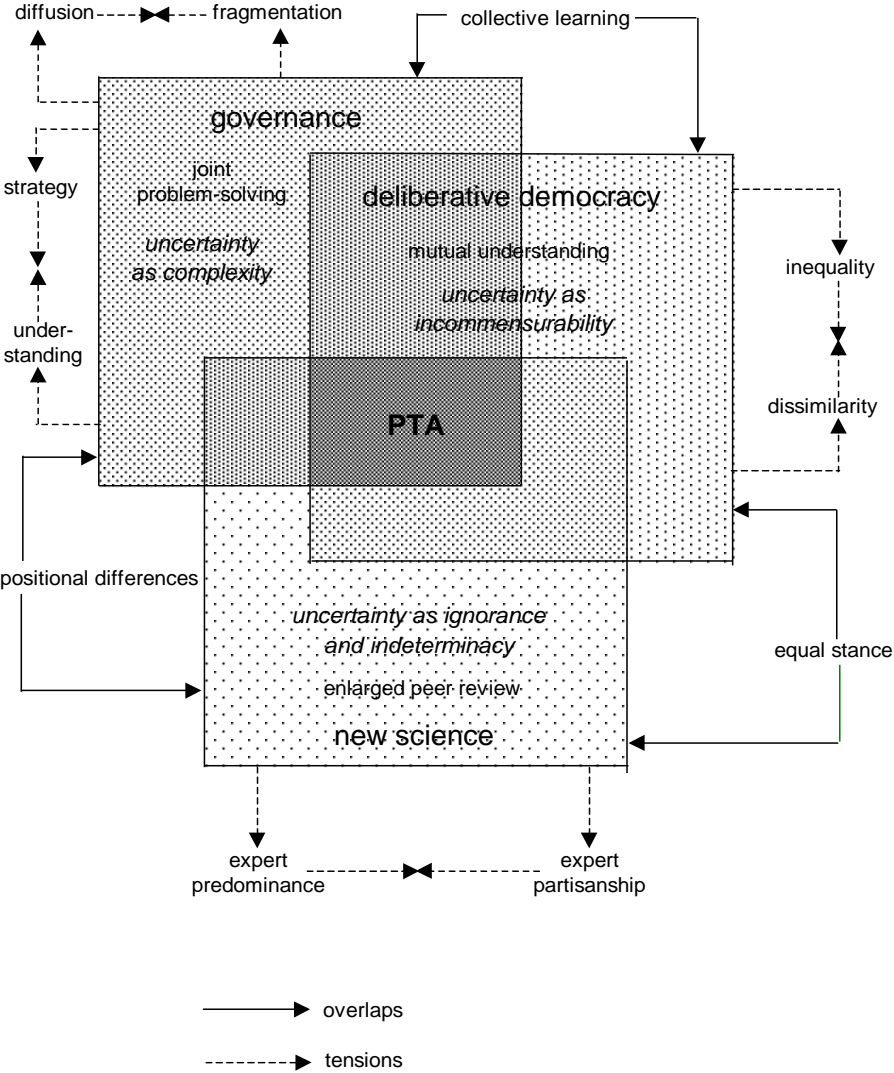 diffusion
fragmentation
collective learning
governance
joint
problem-solving
deliberative democracy
strategy
uncertainty
as complexity
mutual understanding
inequality
uncertainty as
incommensurability
under-
standing
dissimilarity
PTA
positional differences
uncertainty as ignorance
and indeterminacy
equal stance
enlarged peer review
new science
expert
predominance
expert
partisanship
overlaps
tensions